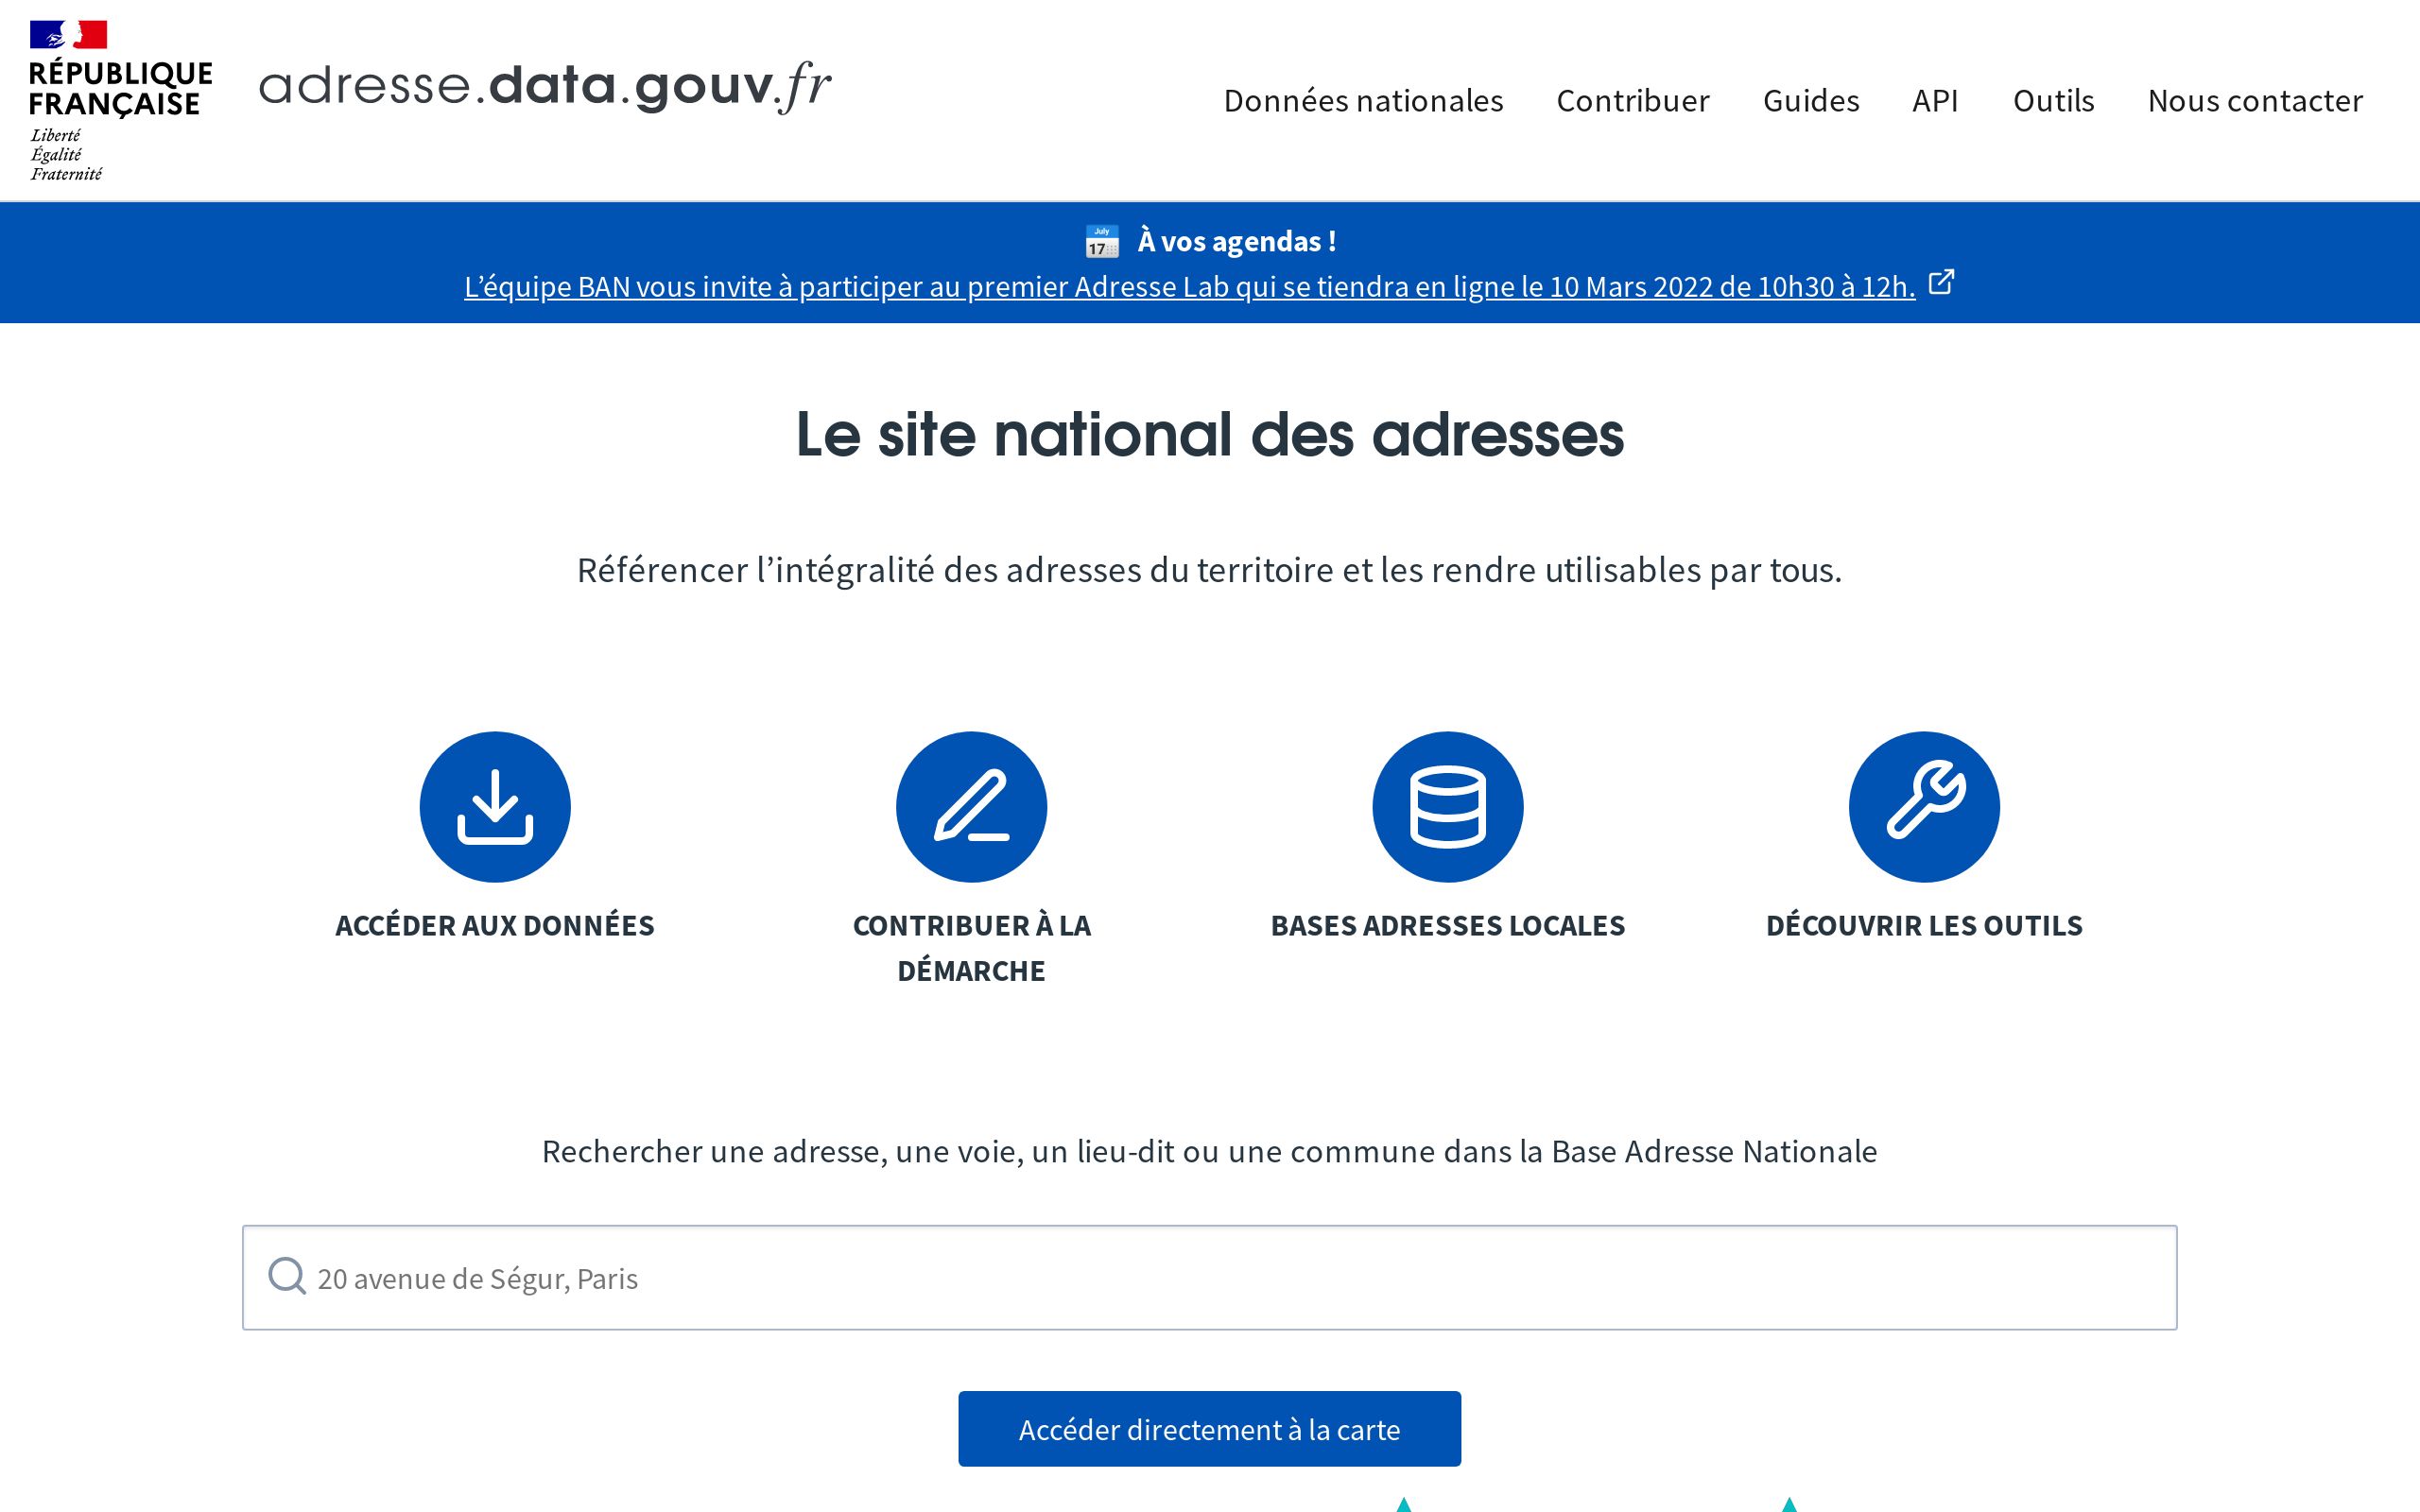 RÉPUBLIQUE
FRANÇAISE
Liberté
Égalité
Fraternité
adresse.data.gouv.fr
Données nationales
Contribuer
Guides
API
Outils
Nous contacter
July
17
À vos agendas !
L’équipe BAN vous invite à participer au premier Adresse Lab qui se tiendra en ligne le 10 Mars 2022 de 10h30 à 12h.
Le site national des adresses
Référencer l’intégralité des adresses du territoire et les rendre utilisables par tous.
ACCÉDER AUX DONNÉES
CONTRIBUER À LA
DÉMARCHE
BASES ADRESSES LOCALES
DÉCOUVRIR LES OUTILS
Rechercher une adresse, une voie, un lieu-dit ou une commune dans la Base Adresse Nationale
20 avenue de Ségur, Paris
Accéder directement à la carte